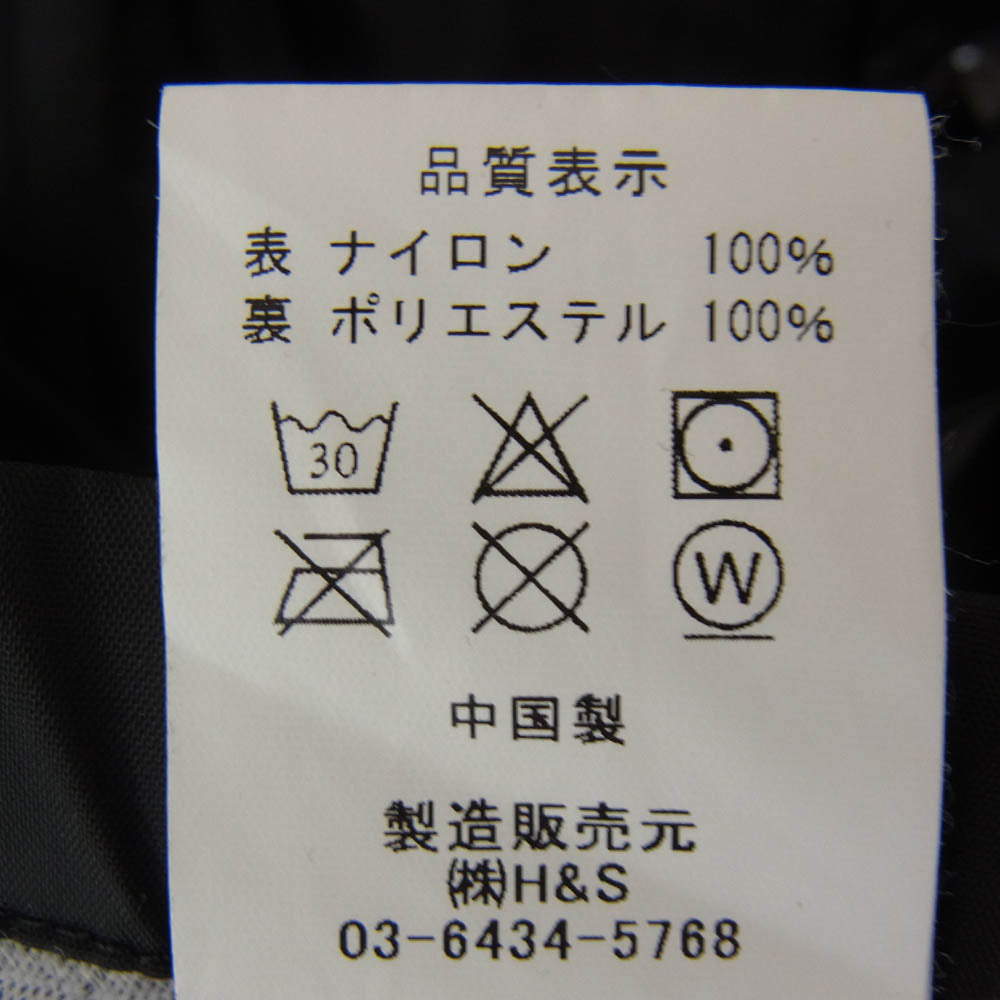 品質表示
表 ナイロン 100%
裏 ポリエステル 100%
30
W
中国製
製造販売元
㈱H&S
03-6434-5768